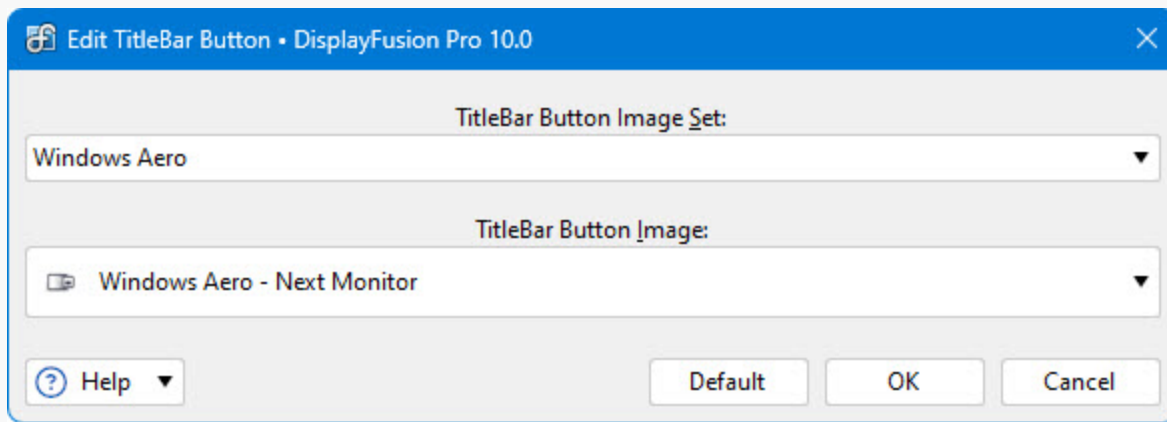 Edit TitleBar Button • DisplayFusion Pro 10.0
TitleBar Button Image Set:
Windows Aero
TitleBar Button Image:
Windows Aero - Next Monitor
Help
Default
OK
Cancel